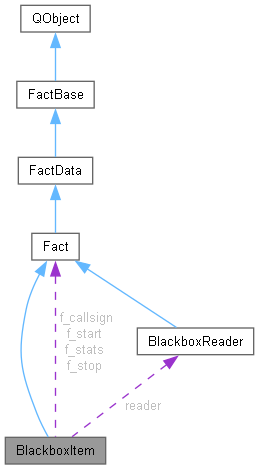 QObject
FactBase
FactData
Fact
f_callsign
f_start
f_stats
f_stop
BlackboxReader
reader
BlackboxItem